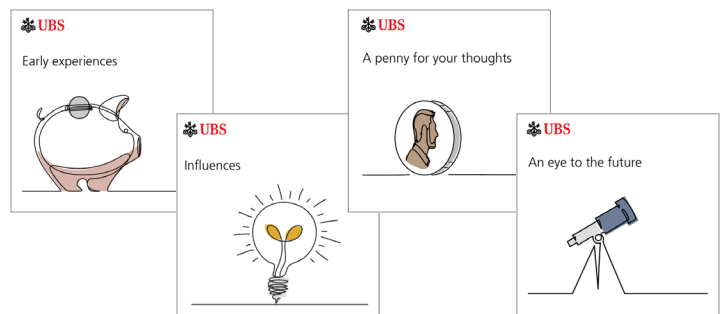 UBS
Early experiences
UBS
Influences
UBS
A penny for your thoughts
UBS
An eye to the future